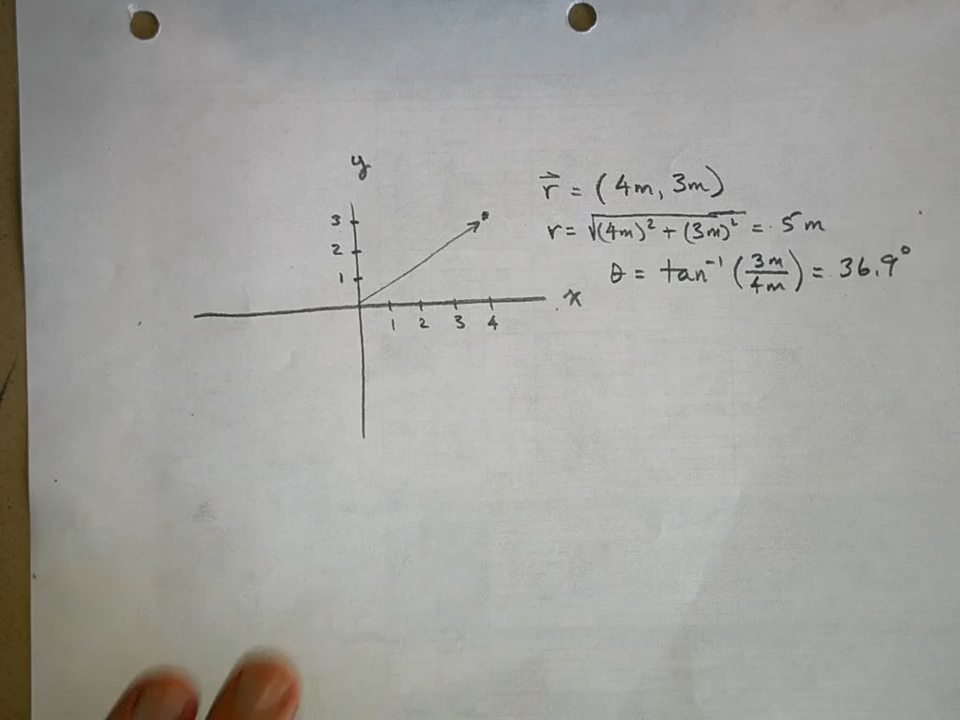 y
3
2
1
1 2 3 4
x
r⃗ = (4m, 3m)
r = √((4m)² + (3m)²) = 5m
θ = tan⁻¹ (3m/4m) = 36.9°